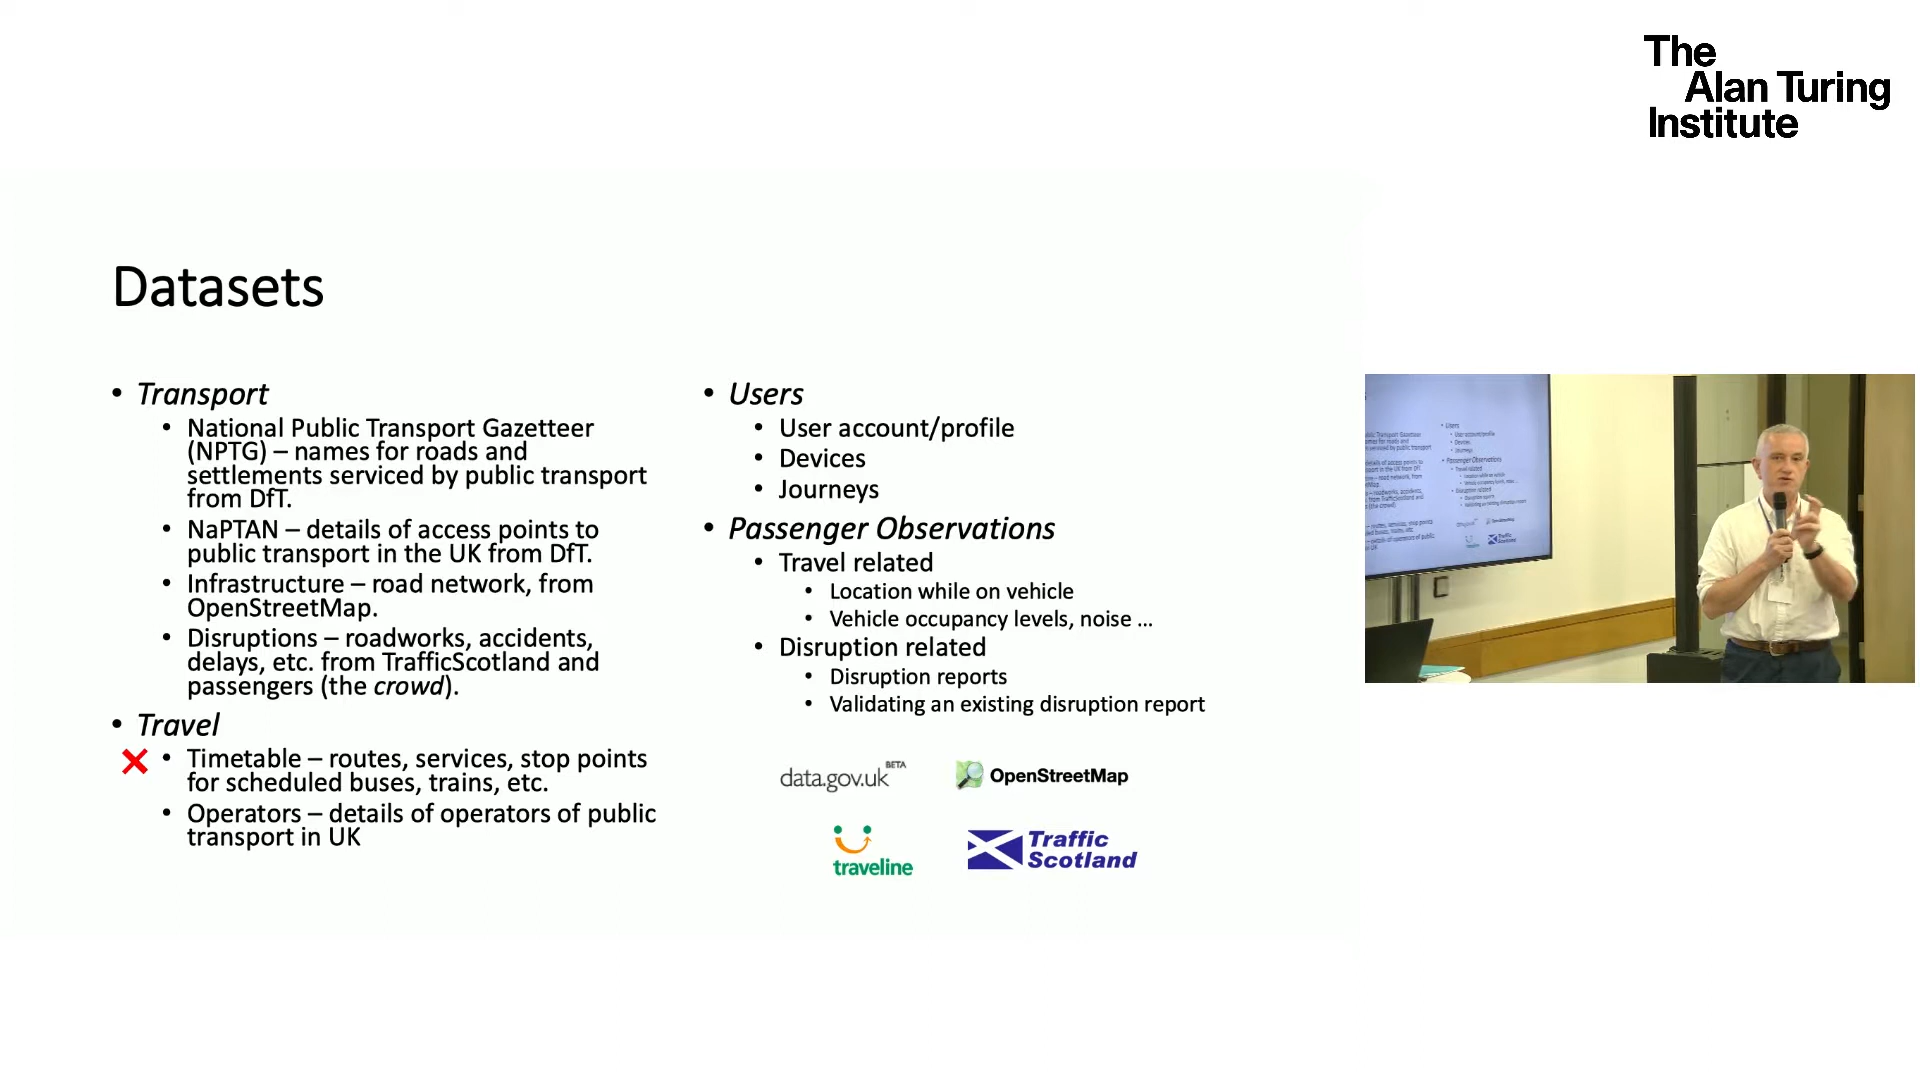 The
Alan Turing
Institute
Datasets
• Transport
• National Public Transport Gazetteer
(NPTG) – names for roads and
settlements serviced by public transport
from DfT.
• NaPTAN – details of access points to
public transport in the UK from DfT.
• Infrastructure – road network, from
OpenStreetMap.
• Disruptions – roadworks, accidents,
delays, etc. from TrafficScotland and
passengers (the crowd).
• Travel
• Timetable – routes, services, stop points
for scheduled buses, trains, etc.
• Operators – details of operators of public
transport in UK
• Users
• User account/profile
• Devices
• Journeys
• Passenger Observations
• Travel related
• Location while on vehicle
• Vehicle occupancy levels, noise ...
• Disruption related
• Disruption reports
• Validating an existing disruption report
data.gov.uk BETA
OpenStreetMap
traveline
Traffic
Scotland